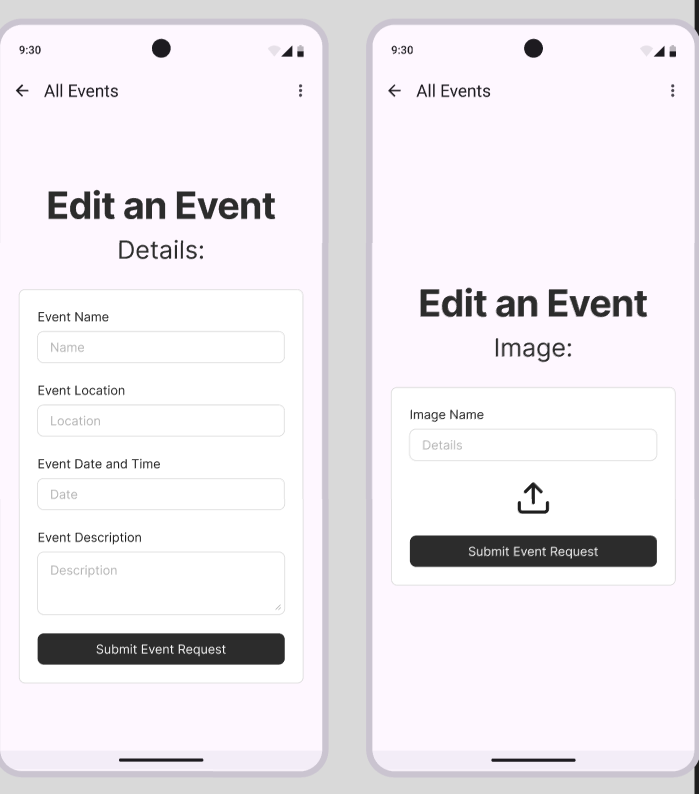 9:30
All Events
Edit an Event
Details:
Event Name
Name
Event Location
Location
Event Date and Time
Date
Event Description
Description
Submit Event Request
9:30
All Events
Edit an Event
Image:
Image Name
Details
Submit Event Request